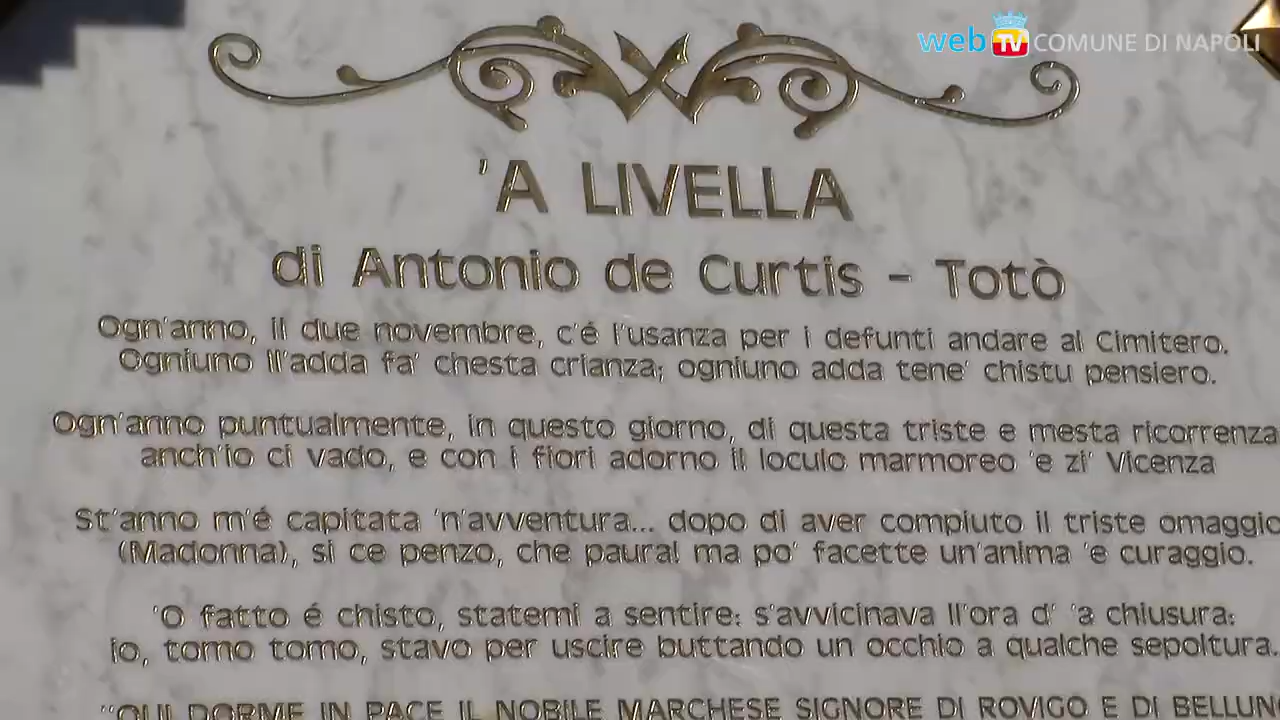 web TV COMUNE DI NAPOLI
'A LIVELLA
di Antonio de Curtis - Totò
Ogn'anno, il due novembre, c'é l'usanza per i defunti andare al Cimitero.
Ogniuno ll'adda fa' chesta crianza; ogniuno adda tene' chistu pensiero.
Ogn'anno puntualmente, in questo giorno, di questa triste e mesta ricorrenza
anch'io ci vado, e con i fiori adorno il loculo marmoreo 'e zi' Vicenza
St'anno m'é capitata 'n'avventura... dopo di aver compiuto il triste omaggio
(Madonna), si ce penzo, che paura! ma po' facette un'anima 'e curaggio.
'O fatto é chisto, statemi a sentire: s'avvicinava ll'ora d' 'a chiusura:
io, tomo tomo, stavo per uscire buttando un occhio a qualche sepoltura.
"QUI DORME IN PACE IL NOBILE MARCHESE SIGNORE DI ROVIGO E DI BELLUN